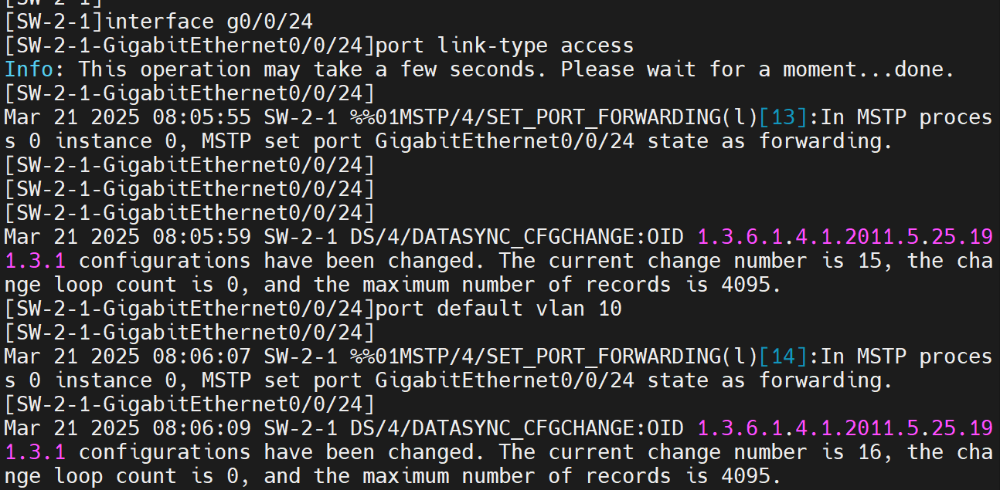 [SW-2-1]
[SW-2-1]interface g0/0/24
[SW-2-1-GigabitEthernet0/0/24]port link-type access
Info: This operation may take a few seconds. Please wait for a moment...done.
[SW-2-1-GigabitEthernet0/0/24]
Mar 21 2025 08:05:55 SW-2-1 %%01MSTP/4/SET_PORT_FORWARDING(l)[13]:In MSTP proces
s 0 instance 0, MSTP set port GigabitEthernet0/0/24 state as forwarding.
[SW-2-1-GigabitEthernet0/0/24]
[SW-2-1-GigabitEthernet0/0/24]
[SW-2-1-GigabitEthernet0/0/24]
Mar 21 2025 08:05:59 SW-2-1 DS/4/DATASYNC_CFGCHANGE:OID 1.3.6.1.4.1.2011.5.25.19
1.3.1 configurations have been changed. The current change number is 15, the cha
nge loop count is 0, and the maximum number of records is 4095.
[SW-2-1-GigabitEthernet0/0/24]port default vlan 10
[SW-2-1-GigabitEthernet0/0/24]
Mar 21 2025 08:06:07 SW-2-1 %%01MSTP/4/SET_PORT_FORWARDING(l)[14]:In MSTP proces
s 0 instance 0, MSTP set port GigabitEthernet0/0/24 state as forwarding.
[SW-2-1-GigabitEthernet0/0/24]
Mar 21 2025 08:06:09 SW-2-1 DS/4/DATASYNC_CFGCHANGE:OID 1.3.6.1.4.1.2011.5.25.19
1.3.1 configurations have been changed. The current change number is 16, the cha
nge loop count is 0, and the maximum number of records is 4095.